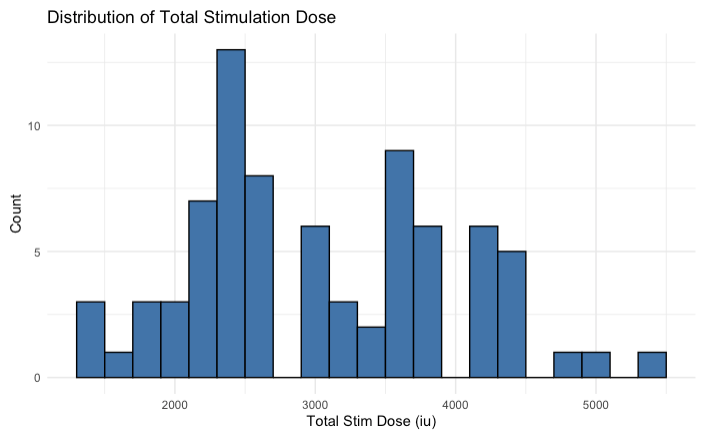 Distribution of Total Stimulation Dose
Count
10
5
0
2000 3000 4000 5000
Total Stim Dose (iu)